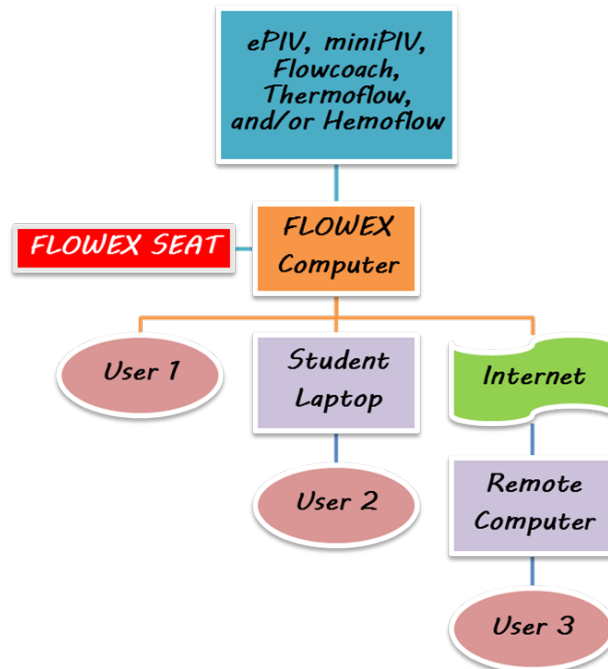 ePIV, miniPIV,
Flowcoach,
Thermoflow,
and/or Hemoflow
FLOWEX SEAT
FLOWEX
Computer
User 1
Student
Laptop
Internet
User 2
Remote
Computer
User 3